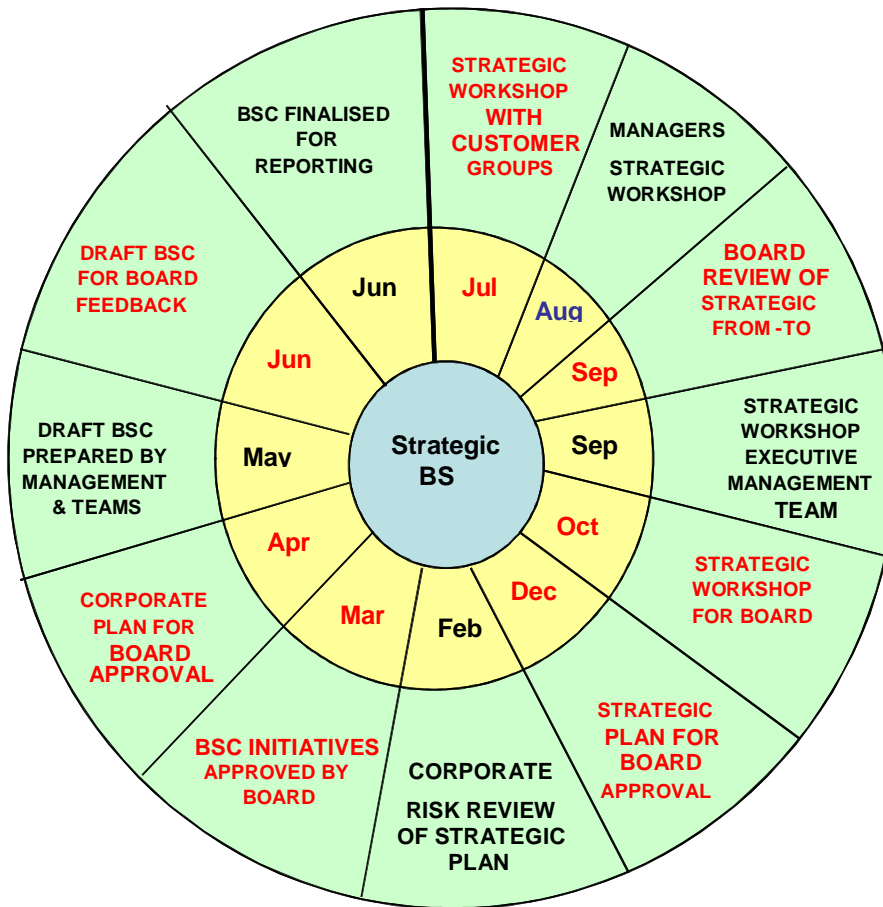 STRATEGIC
WORKSHOP
WITH
CUSTOMER
GROUPS
MANAGERS
STRATEGIC
WORKSHOP
BOARD
REVIEW OF
STRATEGIC
FROM -TO
STRATEGIC
WORKSHOP
EXECUTIVE
MANAGEMENT
TEAM
STRATEGIC
WORKSHOP
FOR BOARD
STRATEGIC
PLAN FOR
BOARD
APPROVAL
CORPORATE
RISK REVIEW
OF STRATEGIC
PLAN
BSC INITIATIVES
APPROVED BY
BOARD
CORPORATE
PLAN FOR
BOARD
APPROVAL
DRAFT BSC
PREPARED BY
MANAGEMENT
& TEAMS
DRAFT BSC
FOR BOARD
FEEDBACK
BSC FINALISED
FOR
REPORTING
Jul
Aug
Sep
Sep
Oct
Dec
Feb
Mar
Apr
May
Jun
Jun
Strategic
BS